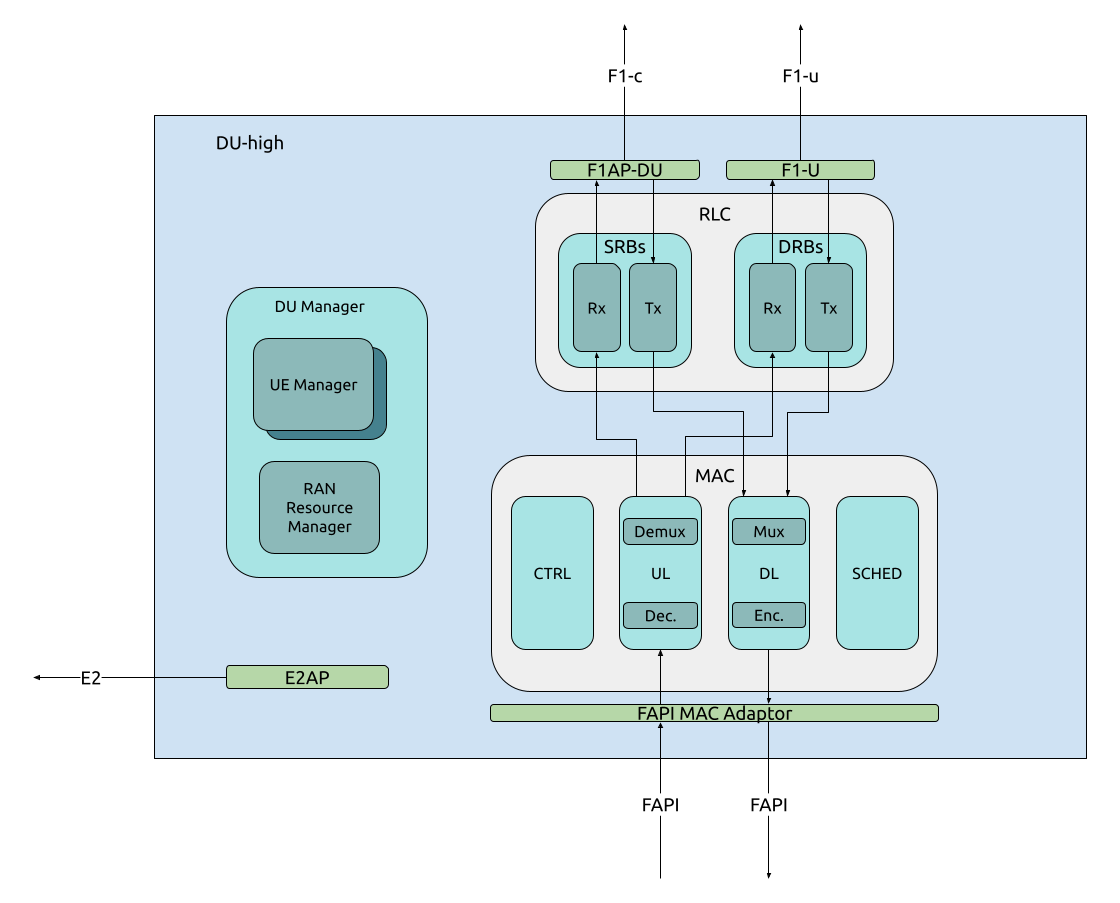 F1-c
F1-u
DU-high
F1AP-DU
F1-U
RLC
SRBs
DRBs
Rx
Tx
Rx
Tx
DU Manager
UE Manager
RAN
Resource
Manager
MAC
CTRL
Demux
UL
Dec.
Mux
DL
Enc.
SCHED
E2
E2AP
FAPI MAC Adaptor
FAPI
FAPI